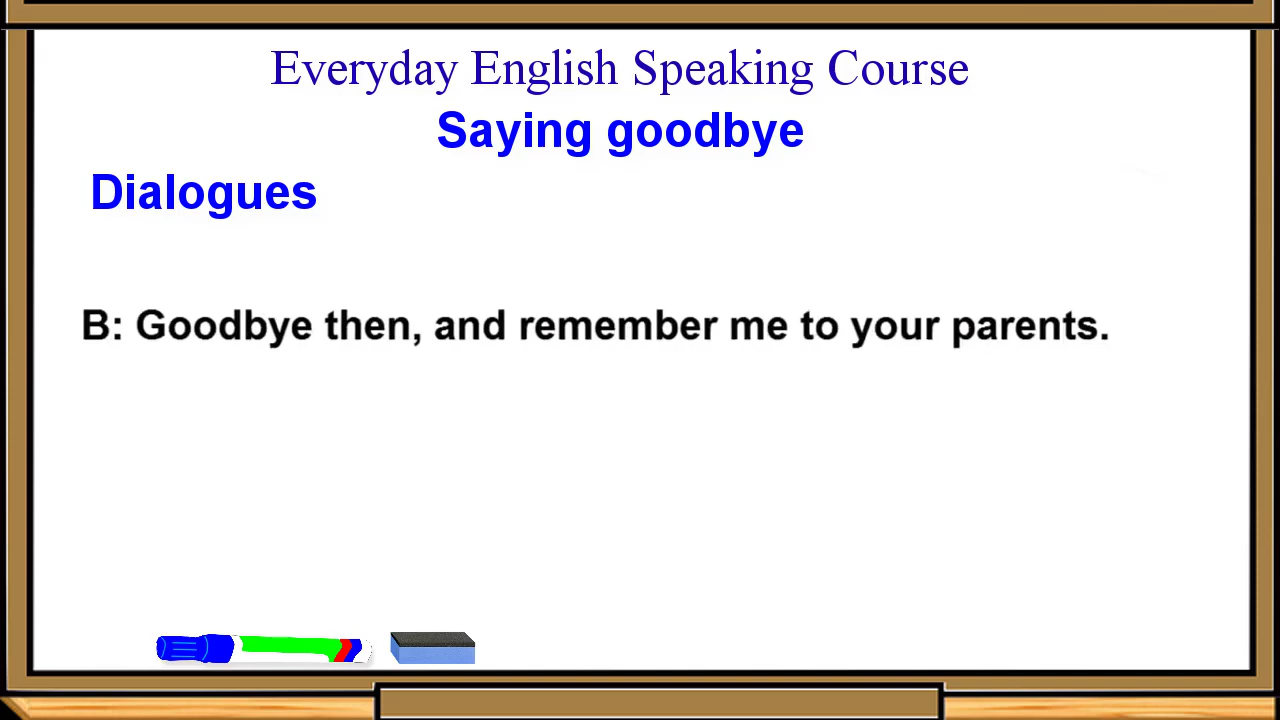 Everyday English Speaking Course
Saying goodbye
Dialogues
B: Goodbye then, and remember me to your parents.